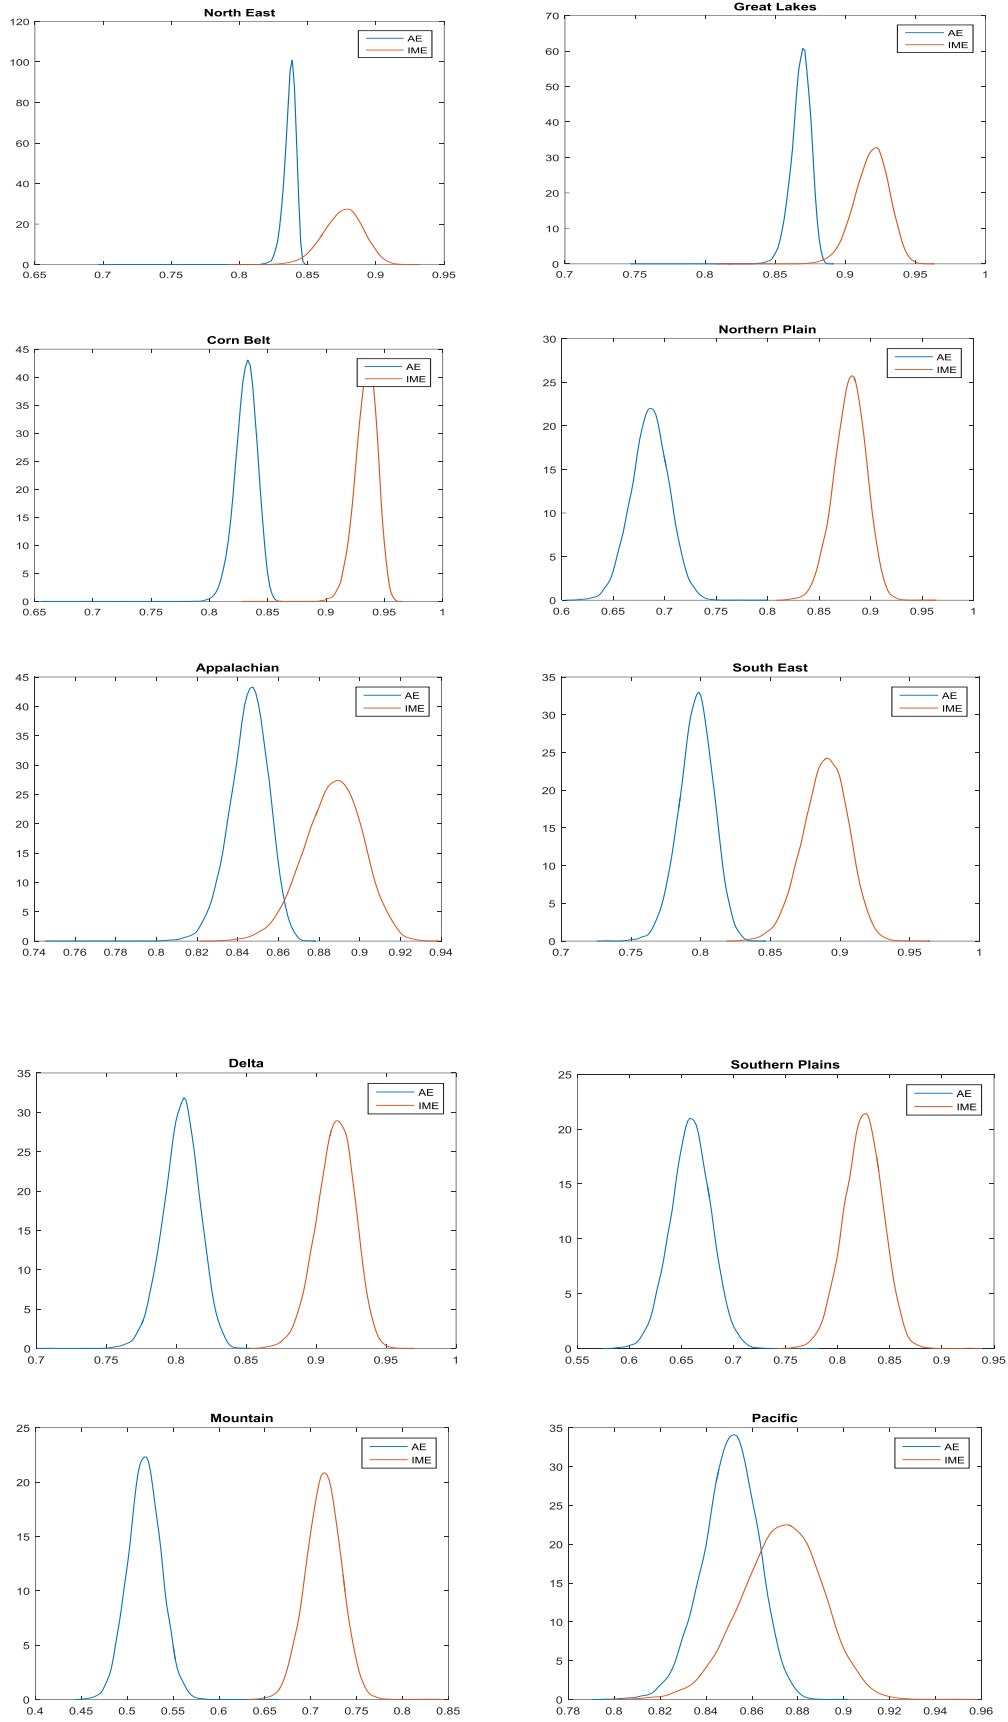 North East
120
100
80
60
40
20
0
0.65 0.7 0.75 0.8 0.85 0.9 0.95
AE
IME
Great Lakes
70
60
50
40
30
20
10
0
0.7 0.75 0.8 0.85 0.9 0.95 1
AE
IME
Corn Belt
45
40
35
30
25
20
15
10
5
0
0.65 0.7 0.75 0.8 0.85 0.9 0.95 1
AE
IME
Northern Plain
30
25
20
15
10
5
0
0.6 0.65 0.7 0.75 0.8 0.85 0.9 0.95 1
AE
IME
Appalachian
45
40
35
30
25
20
15
10
5
0
0.74 0.76 0.78 0.8 0.82 0.84 0.86 0.88 0.9 0.92 0.94
AE
IME
South East
35
30
25
20
15
10
5
0
0.7 0.75 0.8 0.85 0.9 0.95 1
AE
IME
Delta
35
30
25
20
15
10
5
0
0.7 0.75 0.8 0.85 0.9 0.95 1
AE
IME
Southern Plains
25
20
15
10
5
0
0.55 0.6 0.65 0.7 0.75 0.8 0.85 0.9 0.95
AE
IME
Mountain
25
20
15
10
5
0
0.4 0.45 0.5 0.55 0.6 0.65 0.7 0.75 0.8 0.85
AE
IME
Pacific
35
30
25
20
15
10
5
0
0.78 0.8 0.82 0.84 0.86 0.88 0.9 0.92 0.94 0.96
AE
IME